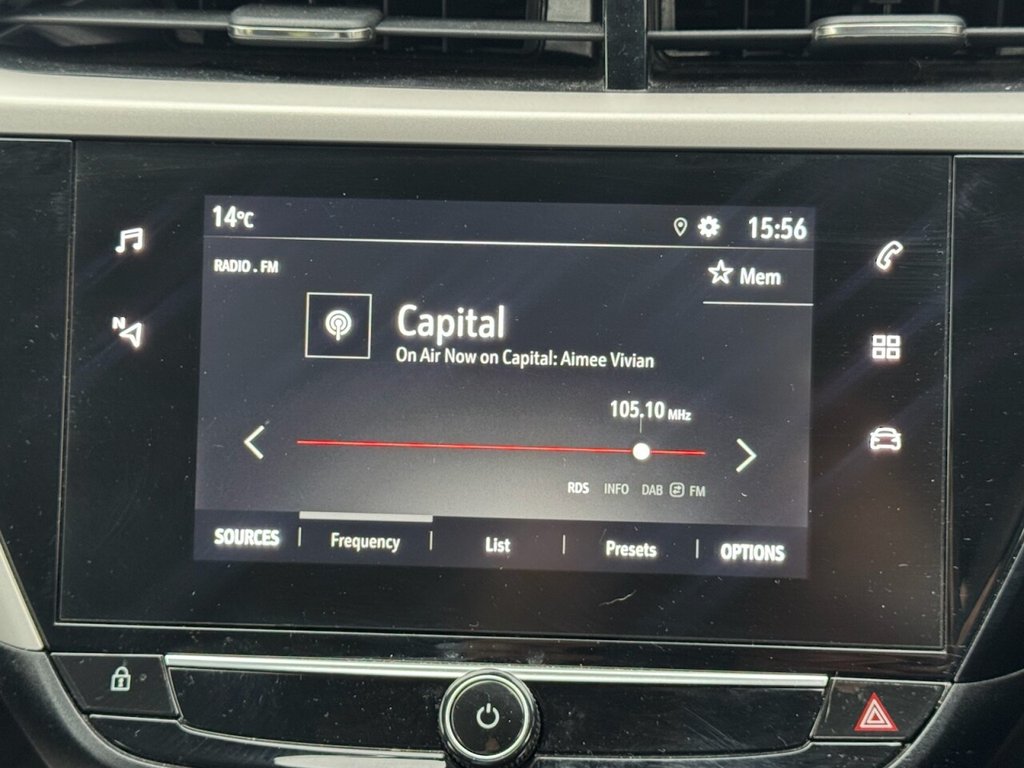 14°C
15:56
RADIO . FM
Mem
Capital
On Air Now on Capital: Aimee Vivian
105.10 MHz
RDS INFO DAB FM
SOURCES Frequency List Presets OPTIONS
N